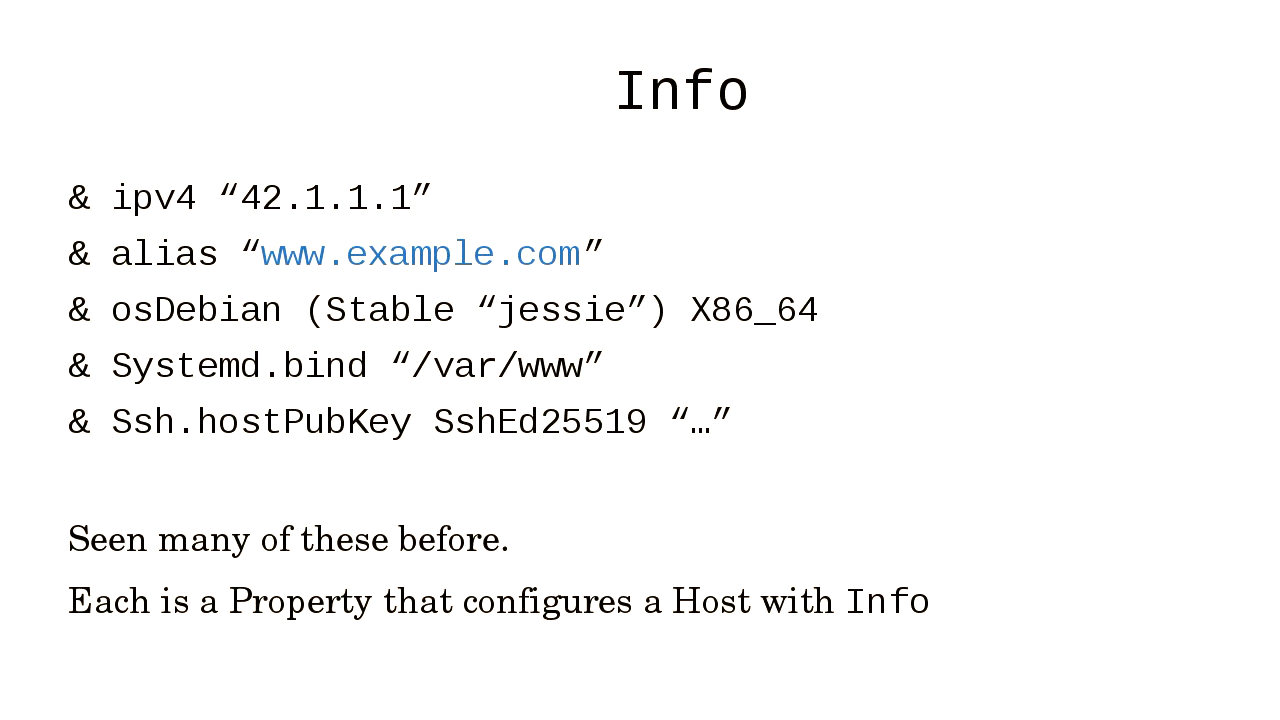 Info
& ipv4 “42.1.1.1”
& alias “www.example.com”
& osDebian (Stable “jessie”) X86_64
& Systemd.bind “/var/www”
& Ssh.hostPubKey SshEd25519 “…”
Seen many of these before.
Each is a Property that configures a Host with Info